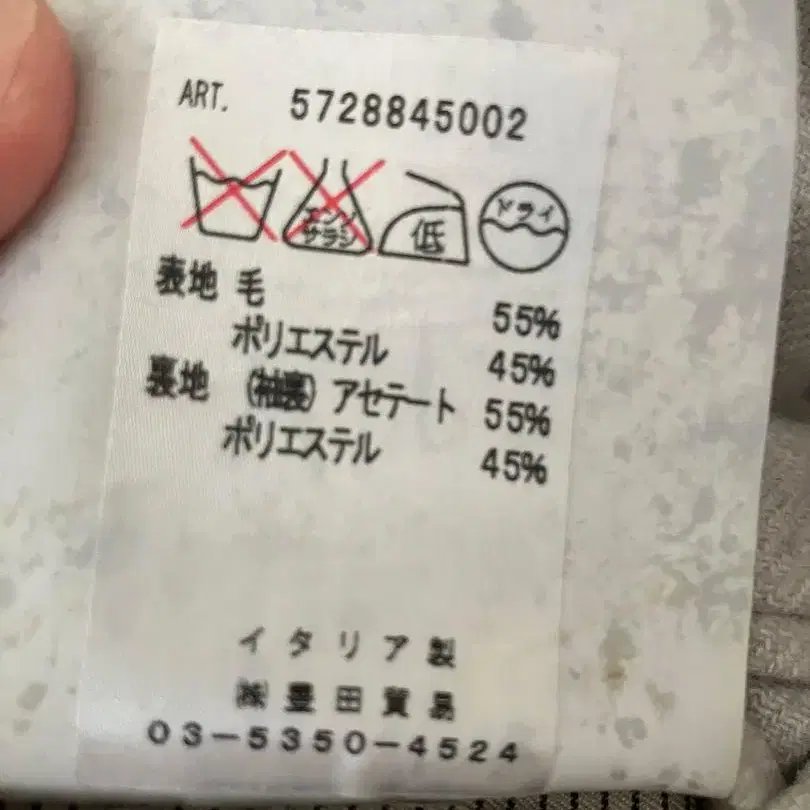 ART. 5728845002
エンソ
サラシ
低
ドライ
表地 毛 55%
ポリエステル 45%
裏地 (袖裏) アセテート 55%
ポリエステル 45%
イタリア製
㈱豊田貿易
03-5350-4524